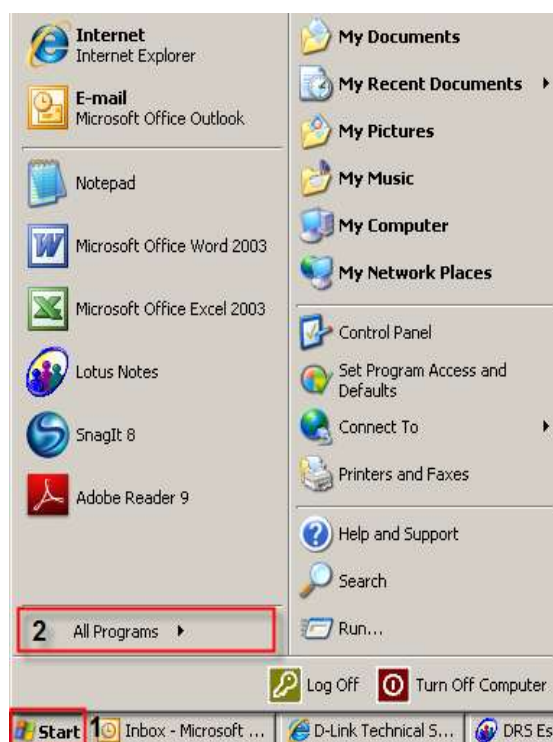 Internet
Internet Explorer
E-mail
Microsoft Office Outlook
Notepad
Microsoft Office Word 2003
Microsoft Office Excel 2003
Lotus Notes
SnagIt 8
Adobe Reader 9
2 All Programs
My Documents
My Recent Documents
My Pictures
My Music
My Computer
My Network Places
Control Panel
Set Program Access and
Defaults
Connect To
Printers and Faxes
Help and Support
Search
Run...
Log Off Turn Off Computer
Start 1 Inbox - Microsoft ... D-Link Technical S... DRS Es